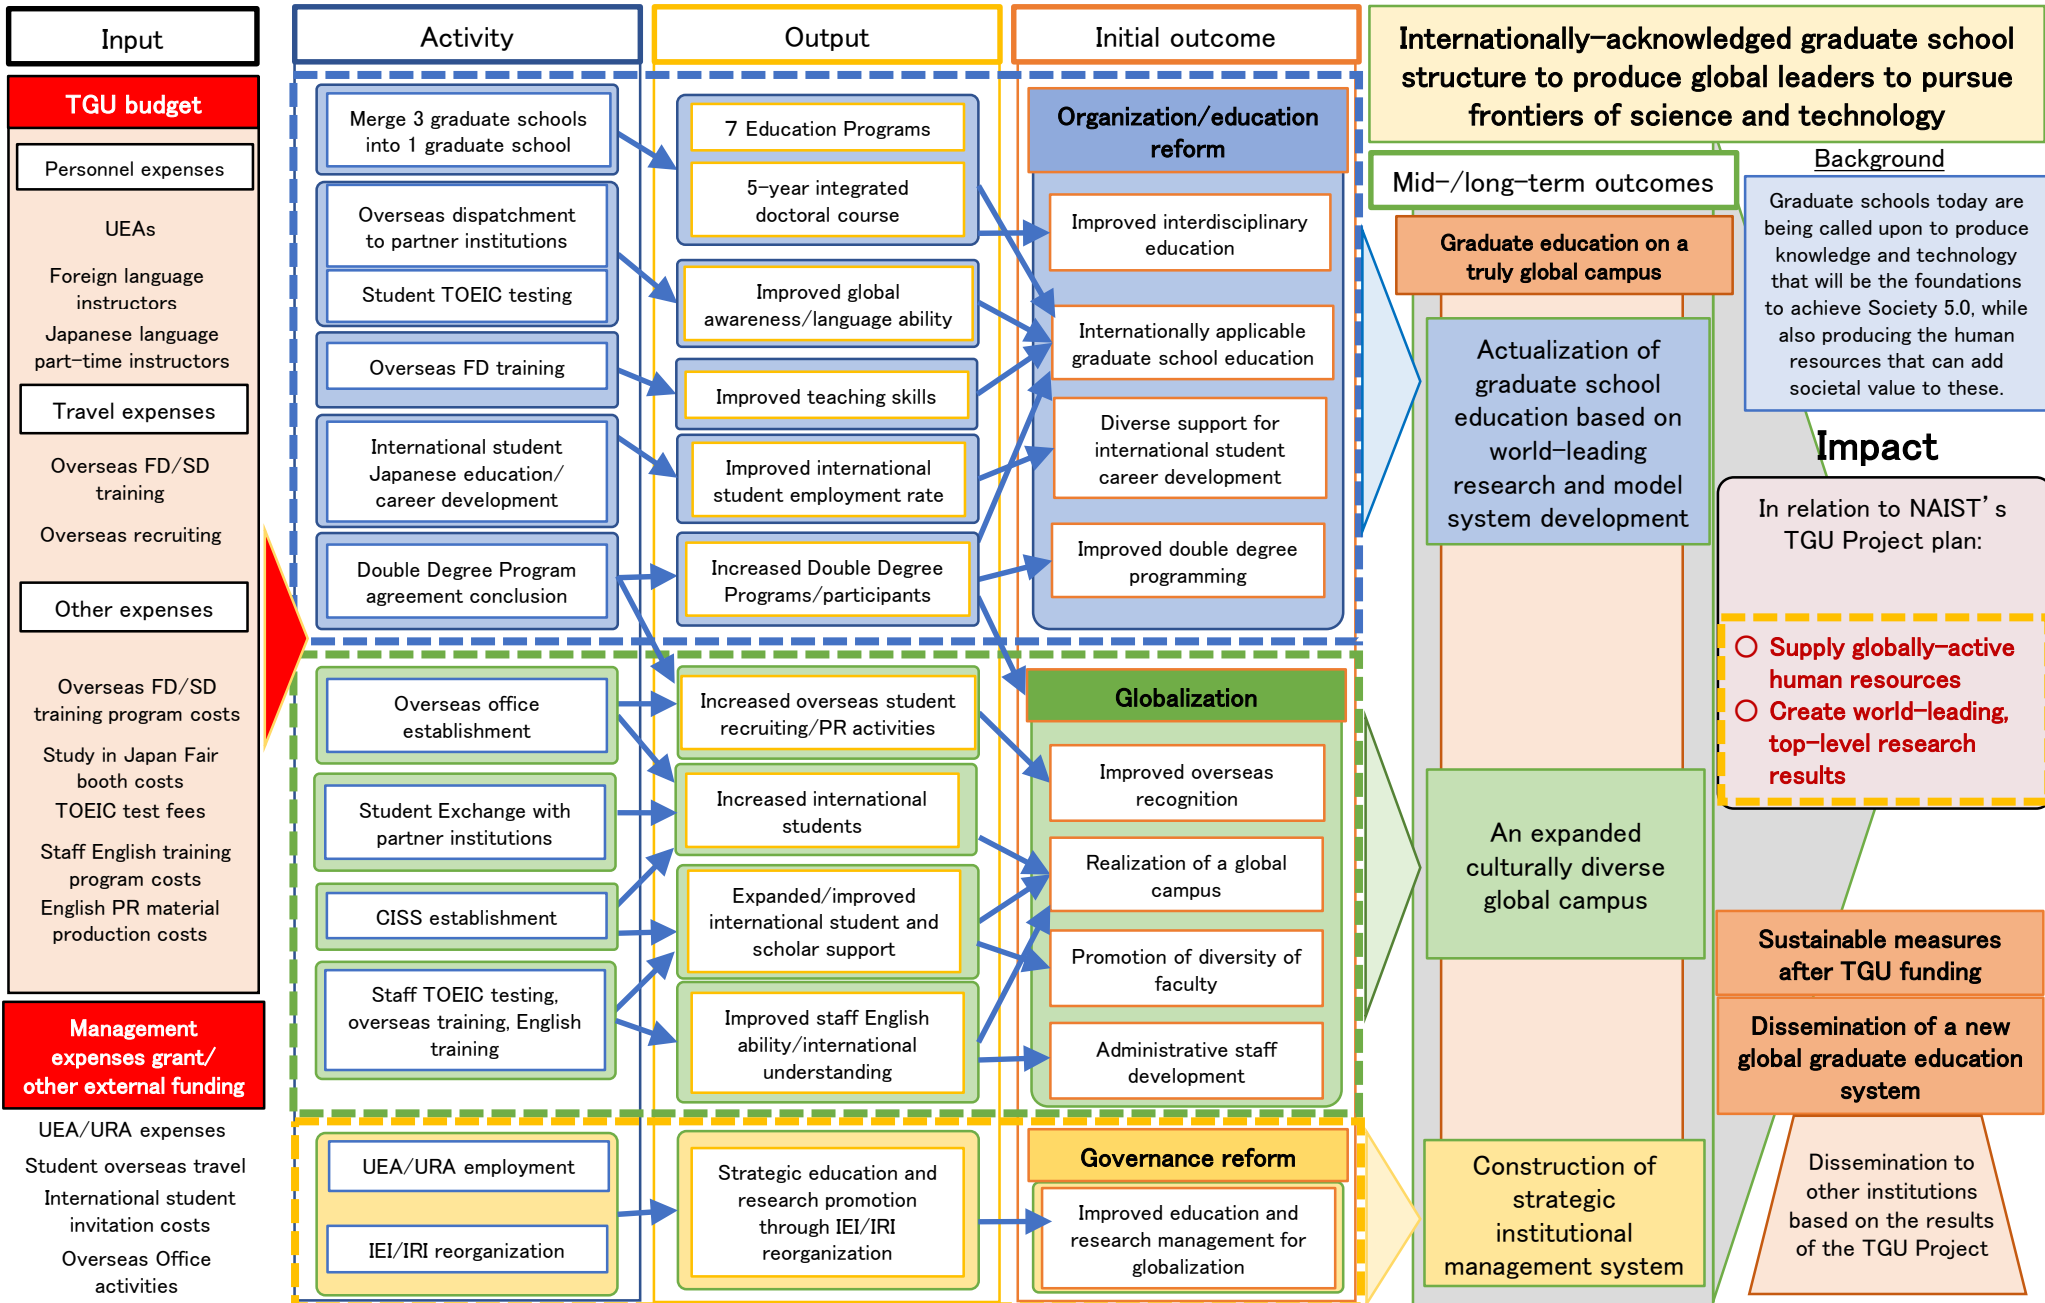 Input
TGU budget
Personnel expenses
UEAs
Foreign language
instructors
Japanese language
part-time instructors
Travel expenses
Overseas FD/SD
training
Overseas recruiting
Other expenses
Overseas FD/SD
training program costs
Study in Japan Fair
booth costs
TOEIC test fees
Staff English training
program costs
English PR material
production costs
Management
expenses grant/
other external funding
UEA/URA expenses
Student overseas travel
International student
invitation costs
Overseas Office
activities
Activity
Merge 3 graduate schools
into 1 graduate school
Overseas dispatchment
to partner institutions
Student TOEIC testing
Overseas FD training
International student
Japanese education/
career development
Double Degree Program
agreement conclusion
Overseas office
establishment
Student Exchange with
partner institutions
CISS establishment
Staff TOEIC testing,
overseas training, English
training
UEA/URA employment
IEI/IRI reorganization
Output
7 Education Programs
5-year integrated
doctoral course
Improved global
awareness/language ability
Improved teaching skills
Improved international
student employment rate
Increased Double Degree
Programs/participants
Increased overseas student
recruiting/PR activities
Increased international
students
Expanded/improved
international student and
scholar support
Improved staff English
ability/international
understanding
Strategic education and
research promotion
through IEI/IRI
reorganization
Initial outcome
Organization/education
reform
Improved interdisciplinary
education
Internationally applicable
graduate school education
Diverse support for
international student
career development
Improved double degree
programming
Globalization
Improved overseas
recognition
Realization of a global
campus
Promotion of diversity of
faculty
Administrative staff
development
Governance reform
Improved education and
research management for
globalization
Internationally-acknowledged graduate school
structure to produce global leaders to pursue
frontiers of science and technology
Mid-/long-term outcomes
Graduate education on a
truly global campus
Actualization of
graduate school
education based on
world-leading
research and model
system development
An expanded
culturally diverse
global campus
Construction of
strategic
institutional
management system
Background
Graduate schools today are
being called upon to produce
knowledge and technology
that will be the foundations
to achieve Society 5.0, while
also producing the human
resources that can add
societal value to these.
Impact
In relation to NAIST's
TGU Project plan:
○ Supply globally-active
human resources
○ Create world-leading,
top-level research
results
Sustainable measures
after TGU funding
Dissemination of a new
global graduate education
system
Dissemination to
other institutions
based on the results
of the TGU Project